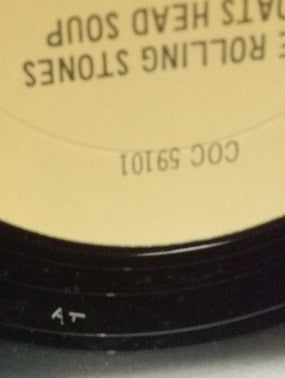 COC 59101
E ROLLING STONES
OATS HEAD SOUP
AT